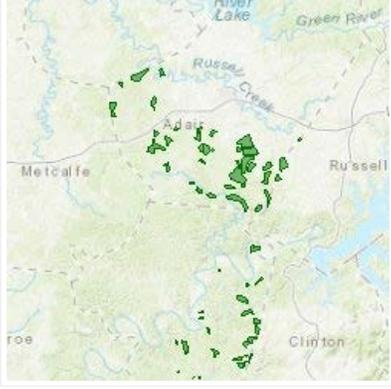 River
Lake
Green River
Russell
Creek
Adair
Metcalfe
Russell
Clinton
roe